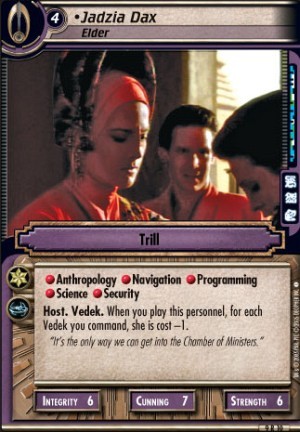 4
•Jadzia Dax
Elder
Trill
Anthropology Navigation Programming
Science Security
Host. Vedek. When you play this personnel, for each
Vedek you command, she is cost –1.
"It's the only way we can get into the Chamber of Ministers."
INTEGRITY 6 CUNNING 7 STRENGTH 6